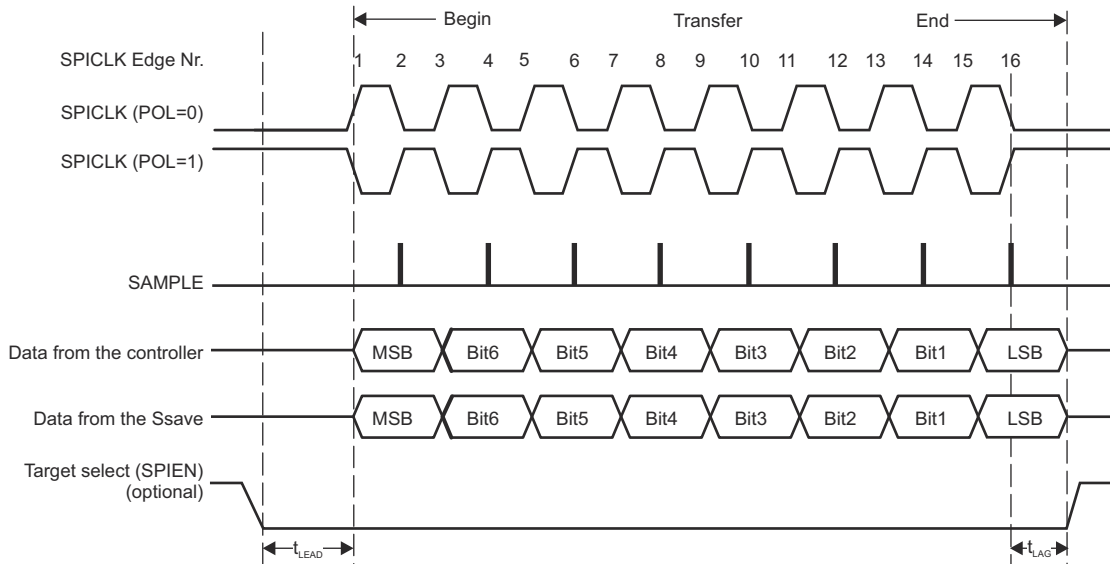 Begin Transfer End
SPICLK Edge Nr. 1 2 3 4 5 6 7 8 9 10 11 12 13 14 15 16
SPICLK (POL=0)
SPICLK (POL=1)
SAMPLE
Data from the controller MSB Bit6 Bit5 Bit4 Bit3 Bit2 Bit1 LSB
Data from the Ssave MSB Bit6 Bit5 Bit4 Bit3 Bit2 Bit1 LSB
Target select (SPIEN)
(optional)
tLEAD tLAG